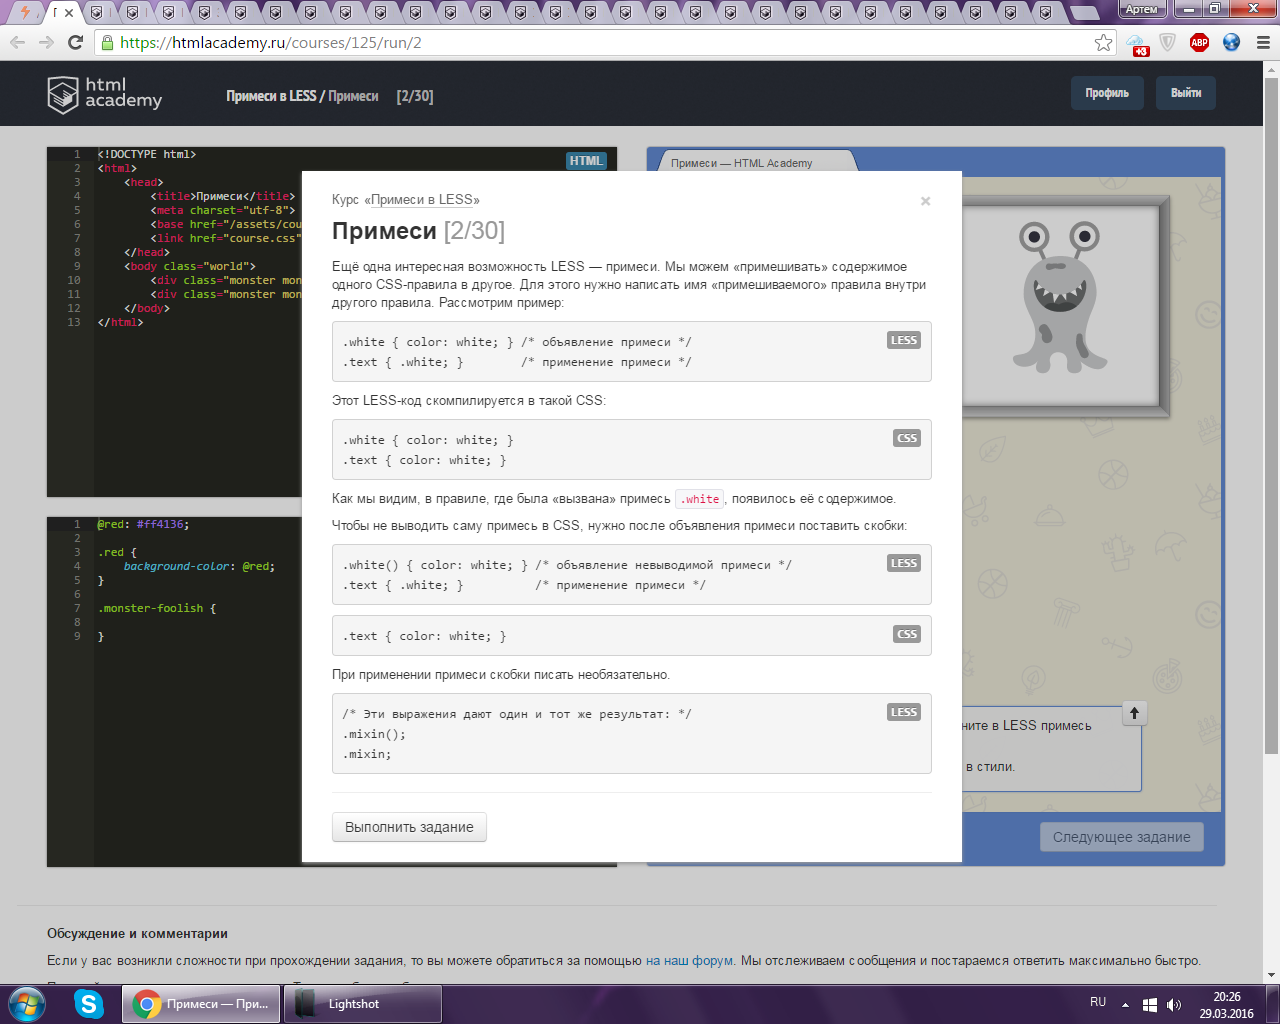 Артем
https://htmlacademy.ru/courses/125/run/2
+3
ABP
html
academy
Примеси в LESS / Примеси [2/30]
Профиль
Выйти
HTML
1 <!DOCTYPE html>
2 <html>
3 <head>
4 <title>Примеси</title>
5 <meta charset="utf-8">
6 <base href="/assets/cou
7 <link href="course.css"
8 </head>
9 <body class="world">
10 <div class="monster mon
11 <div class="monster mon
12 </body>
13 </html>
1 @red: #ff4136;
2
3 .red {
4 background-color: @red;
5 }
6
7 .monster-foolish {
8
9 }
Примеси — HTML Academy
Курс «Примеси в LESS»
×
Примеси [2/30]
Ещё одна интересная возможность LESS — примеси. Мы можем «примешивать» содержимое
одного CSS-правила в другое. Для этого нужно написать имя «примешиваемого» правила внутри
другого правила. Рассмотрим пример:
LESS
.white { color: white; } /* объявление примеси */
.text { .white; } /* применение примеси */
Этот LESS-код скомпилируется в такой CSS:
CSS
.white { color: white; }
.text { color: white; }
Как мы видим, в правиле, где была «вызвана» примесь .white, появилось её содержимое.
Чтобы не выводить саму примесь в CSS, нужно после объявления примеси поставить скобки:
LESS
.white() { color: white; } /* объявление невыводимой примеси */
.text { .white; } /* применение примеси */
CSS
.text { color: white; }
При применении примеси скобки писать необязательно.
LESS
/* Эти выражения дают один и тот же результат: */
.mixin();
.mixin;
Выполнить задание
ните в LESS примесь
в стили.
Следующее задание
Обсуждение и комментарии
Если у вас возникли сложности при прохождении задания, то вы можете обратиться за помощью на наш форум. Мы отслеживаем сообщения и постараемся ответить максимально быстро.
Примеси — При...
Lightshot
RU
20:26
29.03.2016